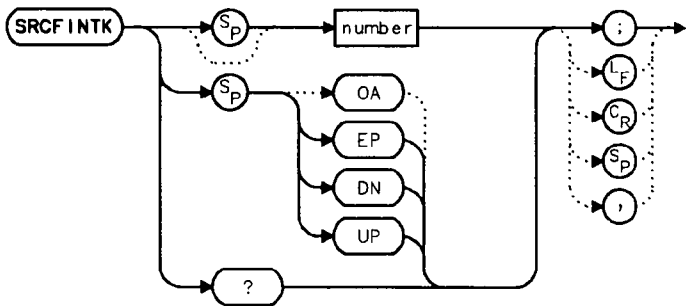 SRCFINTK
SP
number
;
SP
OA
LF
EP
CR
DN
SP
UP
,
?